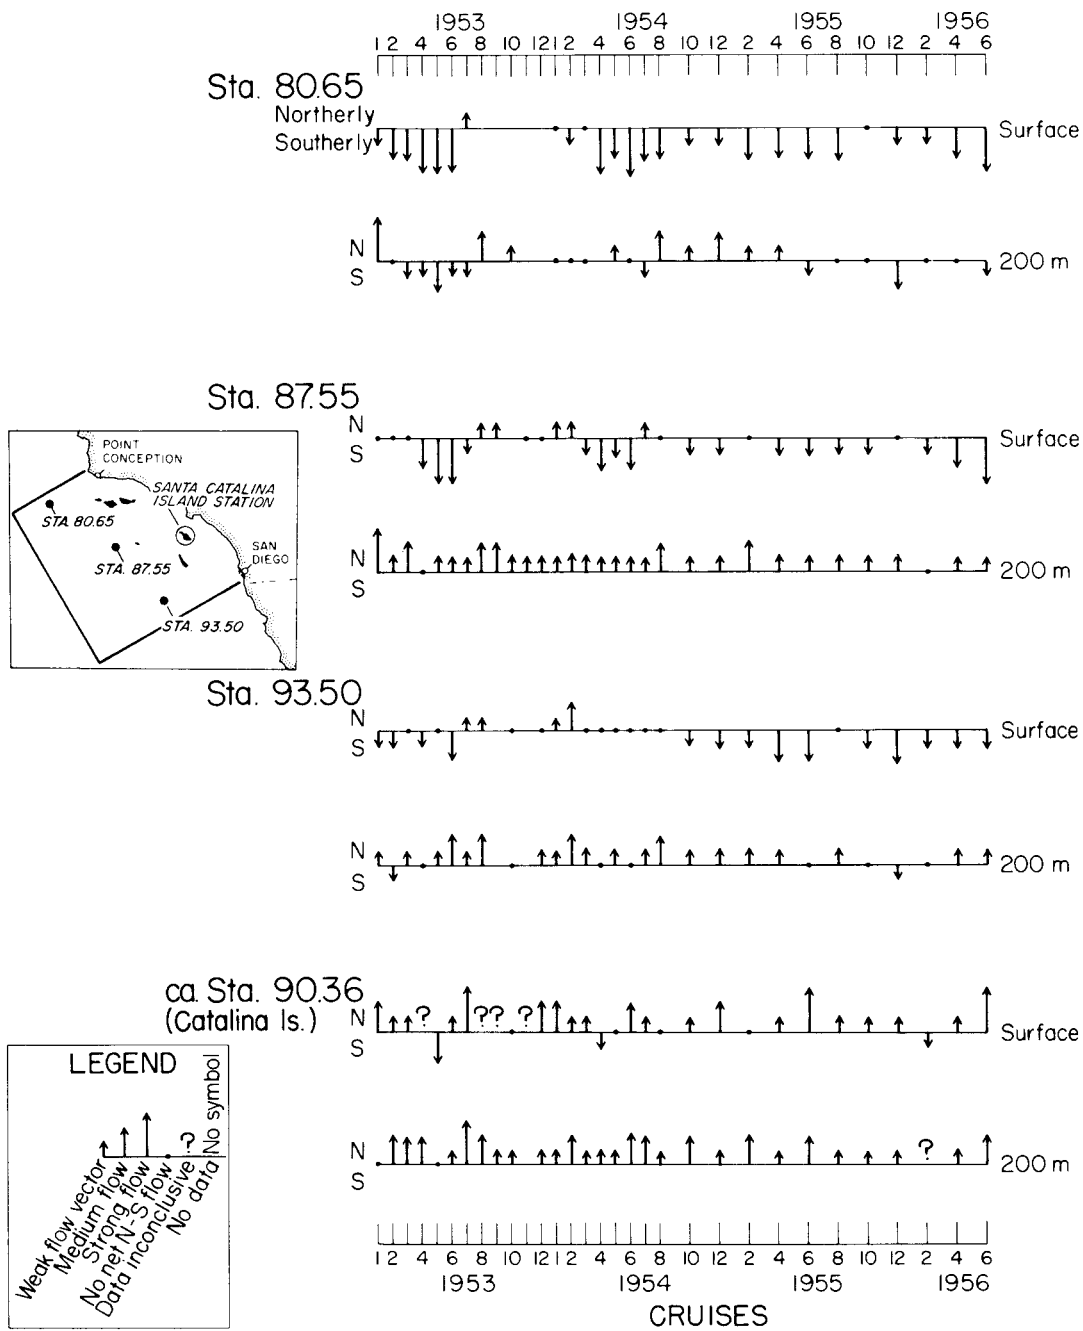 1953 1954 1955 1956
1 2 4 6 8 10 12 1 2 4 6 8 10 12 2 4 6 8 10 12 2 4 6
Sta. 80.65
Northerly
Southerly
Surface
N
S
200 m
Sta. 87.55
N
S
Surface
N
S
200 m
POINT
CONCEPTION
SANTA CATALINA
ISLAND STATION
STA. 80.65
SAN
DIEGO
STA. 87.55
STA. 93.50
Sta. 93.50
N
S
Surface
N
S
200 m
ca. Sta. 90.36
(Catalina Is.)
N
S
? ? ? ?
Surface
N
S
?
200 m
LEGEND
?
Weak flow vector
Medium flow
Strong flow
No net N-S flow
Data inconclusive
No data
No symbol
1 2 4 6 8 10 12 1 2 4 6 8 10 12 2 4 6 8 10 12 2 4 6
1953 1954 1955 1956
CRUISES